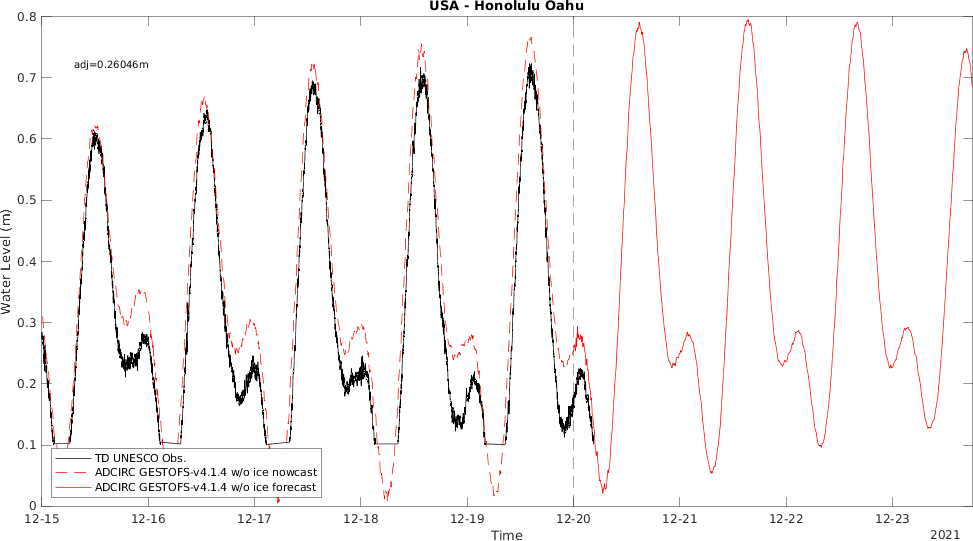 USA - Honolulu Oahu
0.8
adj=0.26046m
0.7
0.6
0.5
0.4
0.3
0.2
0.1
0
Water Level (m)
TD UNESCO Obs.
ADCIRC GESTOFS-v4.1.4 w/o ice nowcast
ADCIRC GESTOFS-v4.1.4 w/o ice forecast
12-15 12-16 12-17 12-18 12-19 12-20 12-21 12-22 12-23
Time
2021